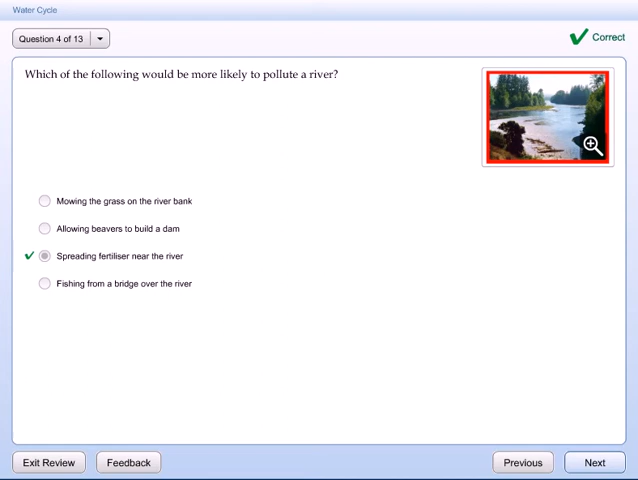 Water Cycle
Question 4 of 13
Correct
Which of the following would be more likely to pollute a river?
Mowing the grass on the river bank
Allowing beavers to build a dam
Spreading fertiliser near the river
Fishing from a bridge over the river
Exit Review
Feedback
Previous
Next